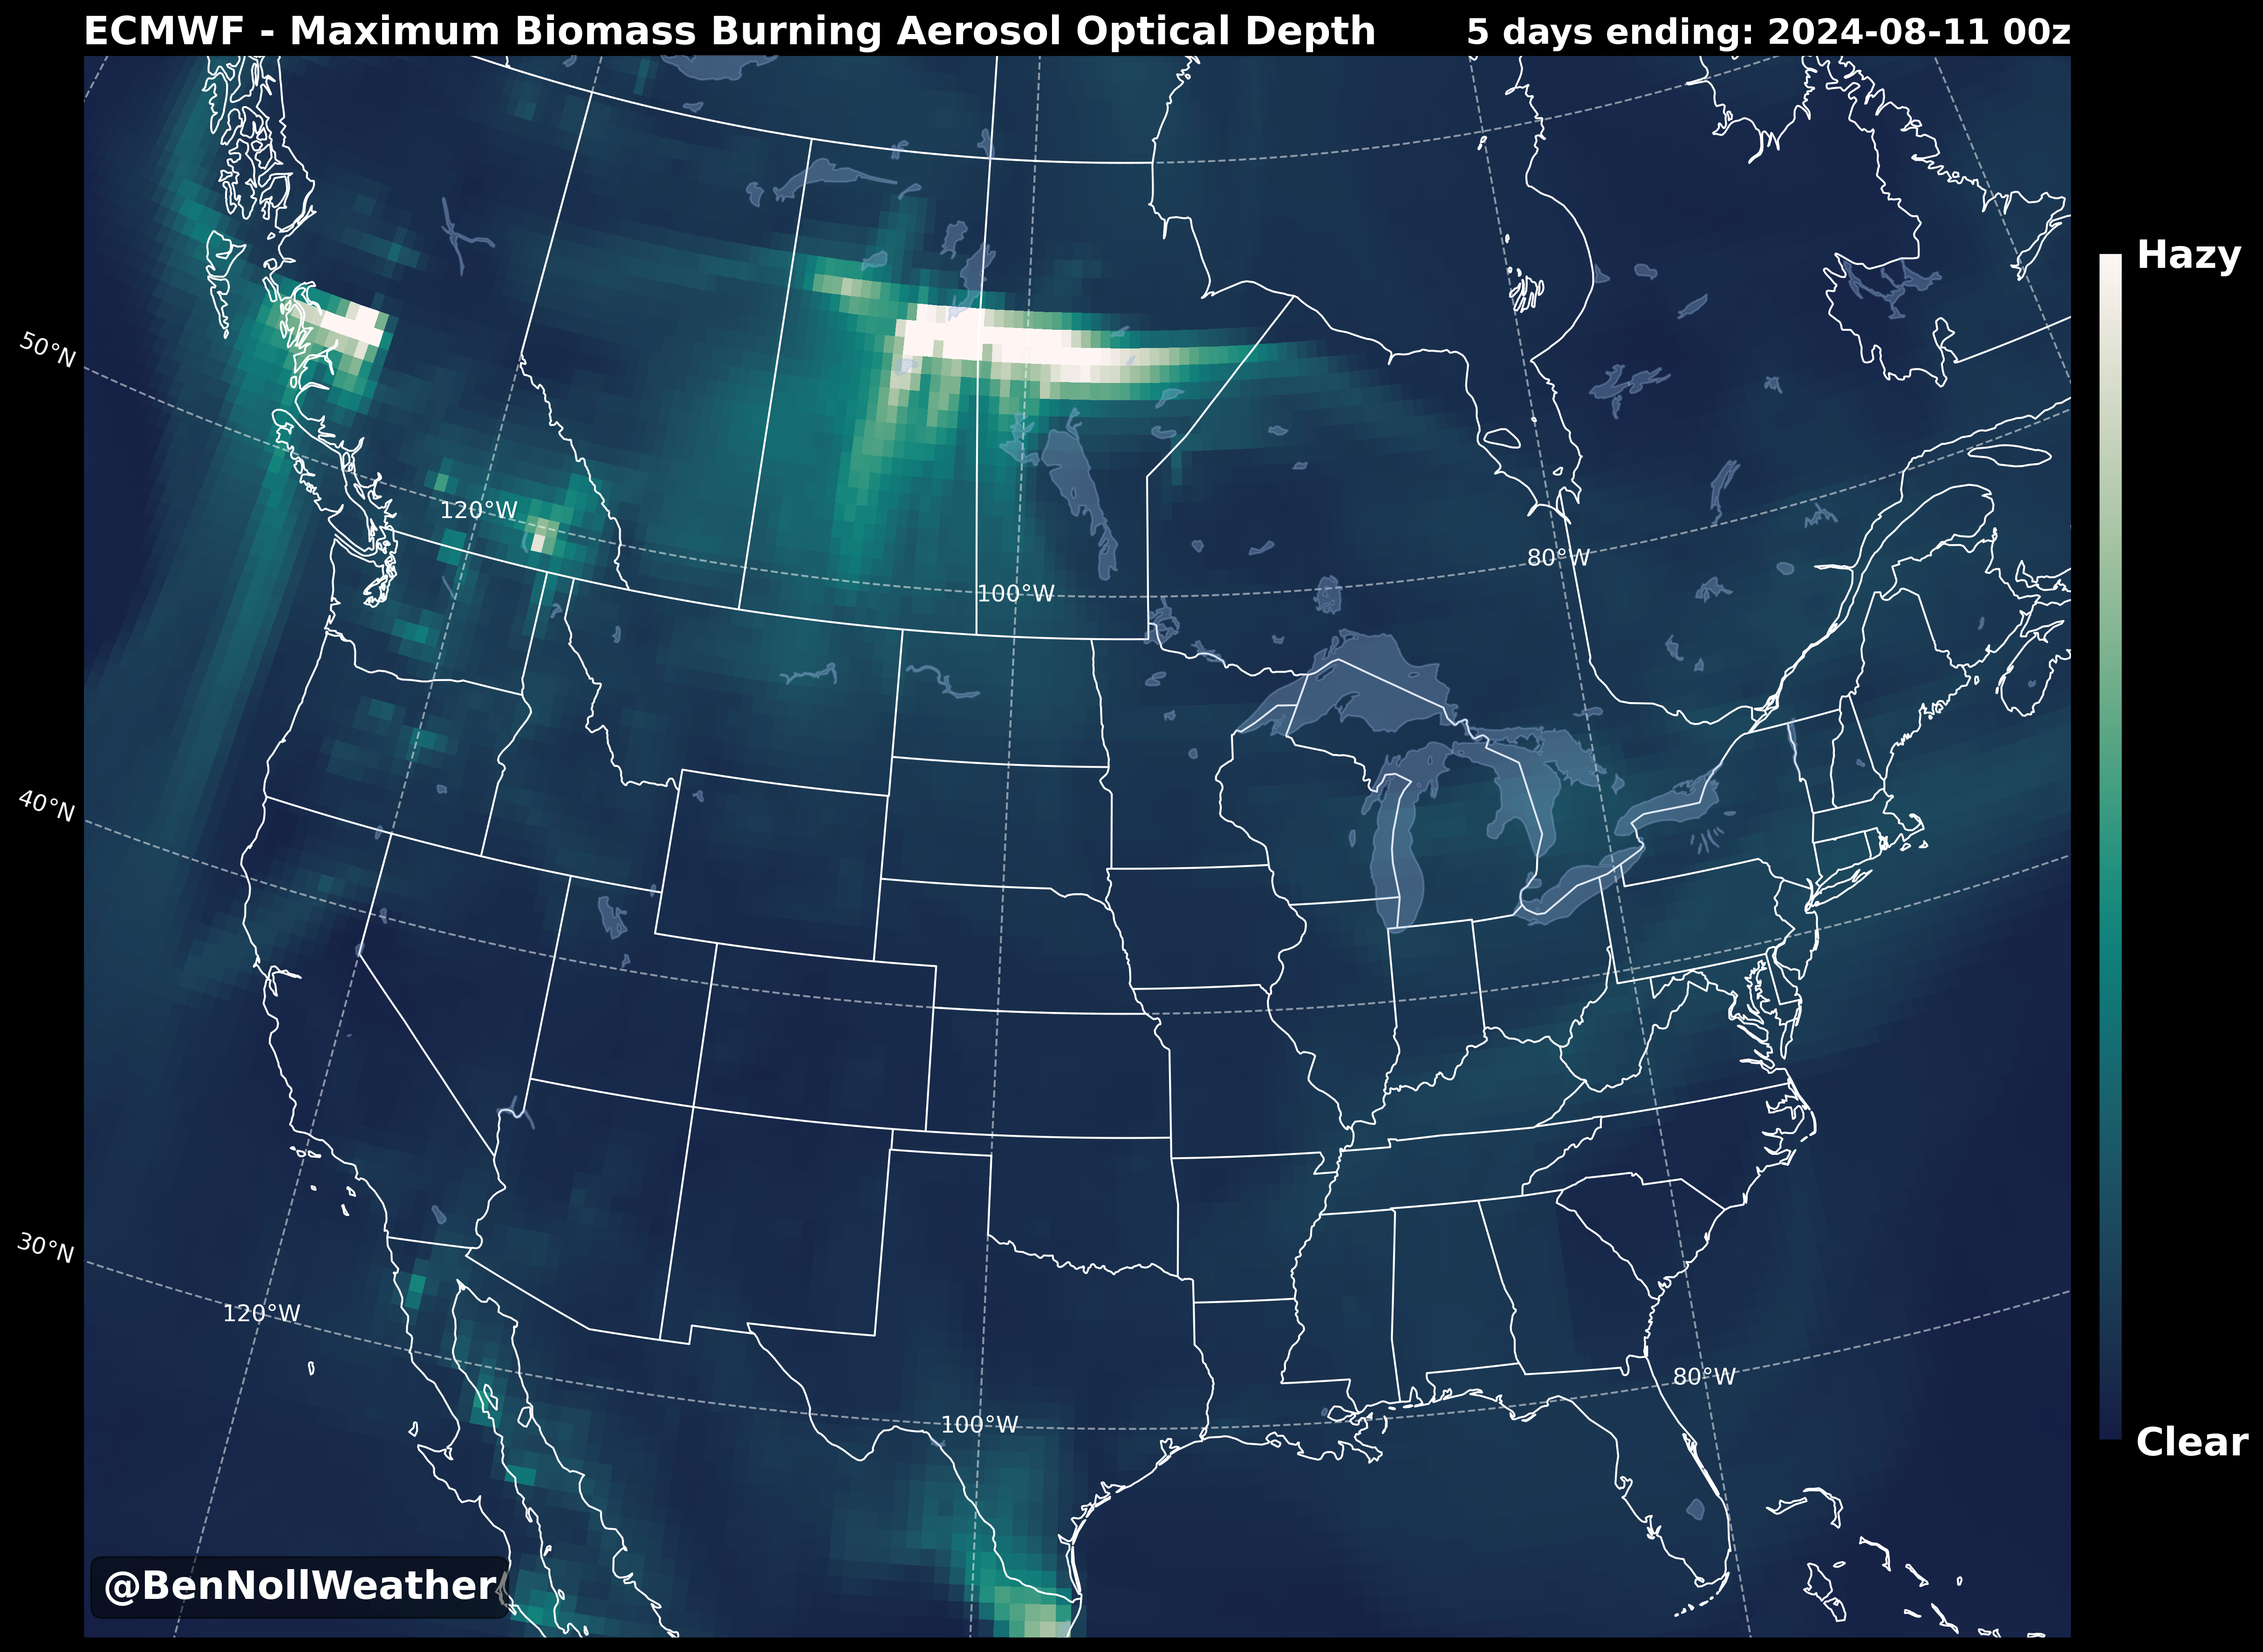 ECMWF - Maximum Biomass Burning Aerosol Optical Depth
5 days ending: 2024-08-11 00z
Hazy
50°N
120°W
80°W
100°W
40°N
30°N
120°W
80°W
100°W
Clear
@BenNollWeather